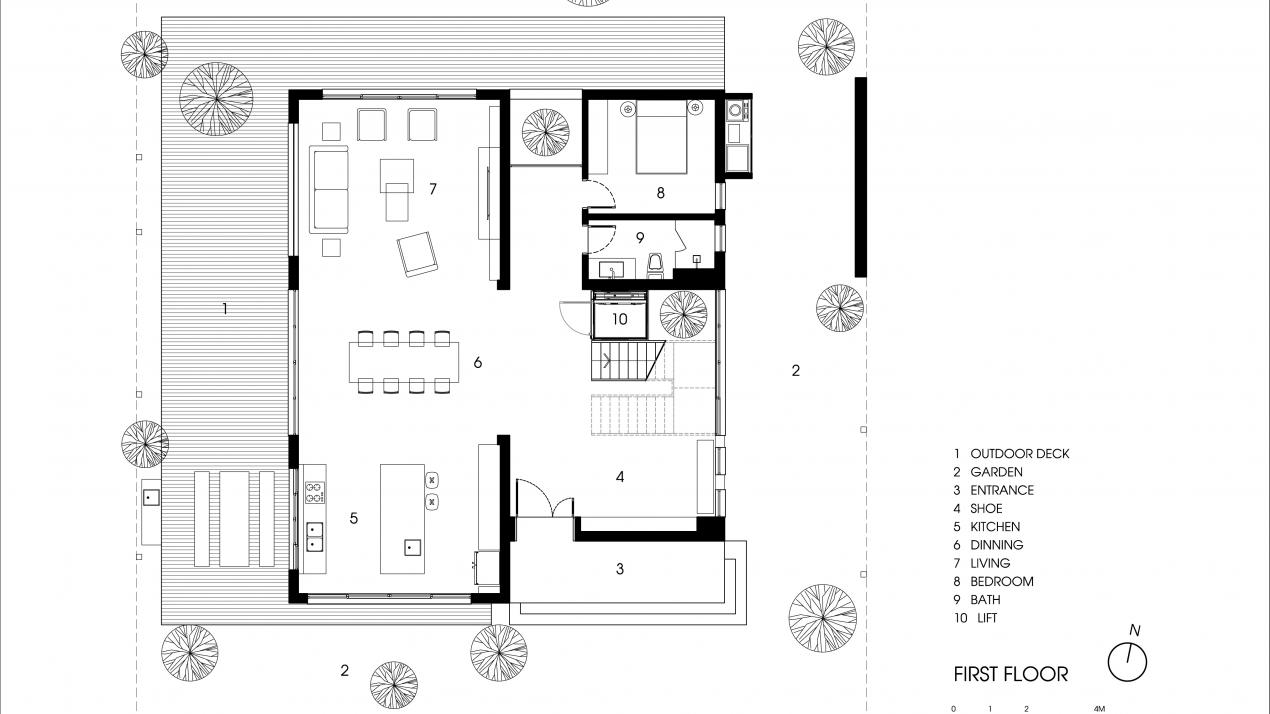 7
8
9
1
10
6
2
4
5
3
2
1 OUTDOOR DECK
2 GARDEN
3 ENTRANCE
4 SHOE
5 KITCHEN
6 DINNING
7 LIVING
8 BEDROOM
9 BATH
10 LIFT
N
FIRST FLOOR
0 1 2 4M